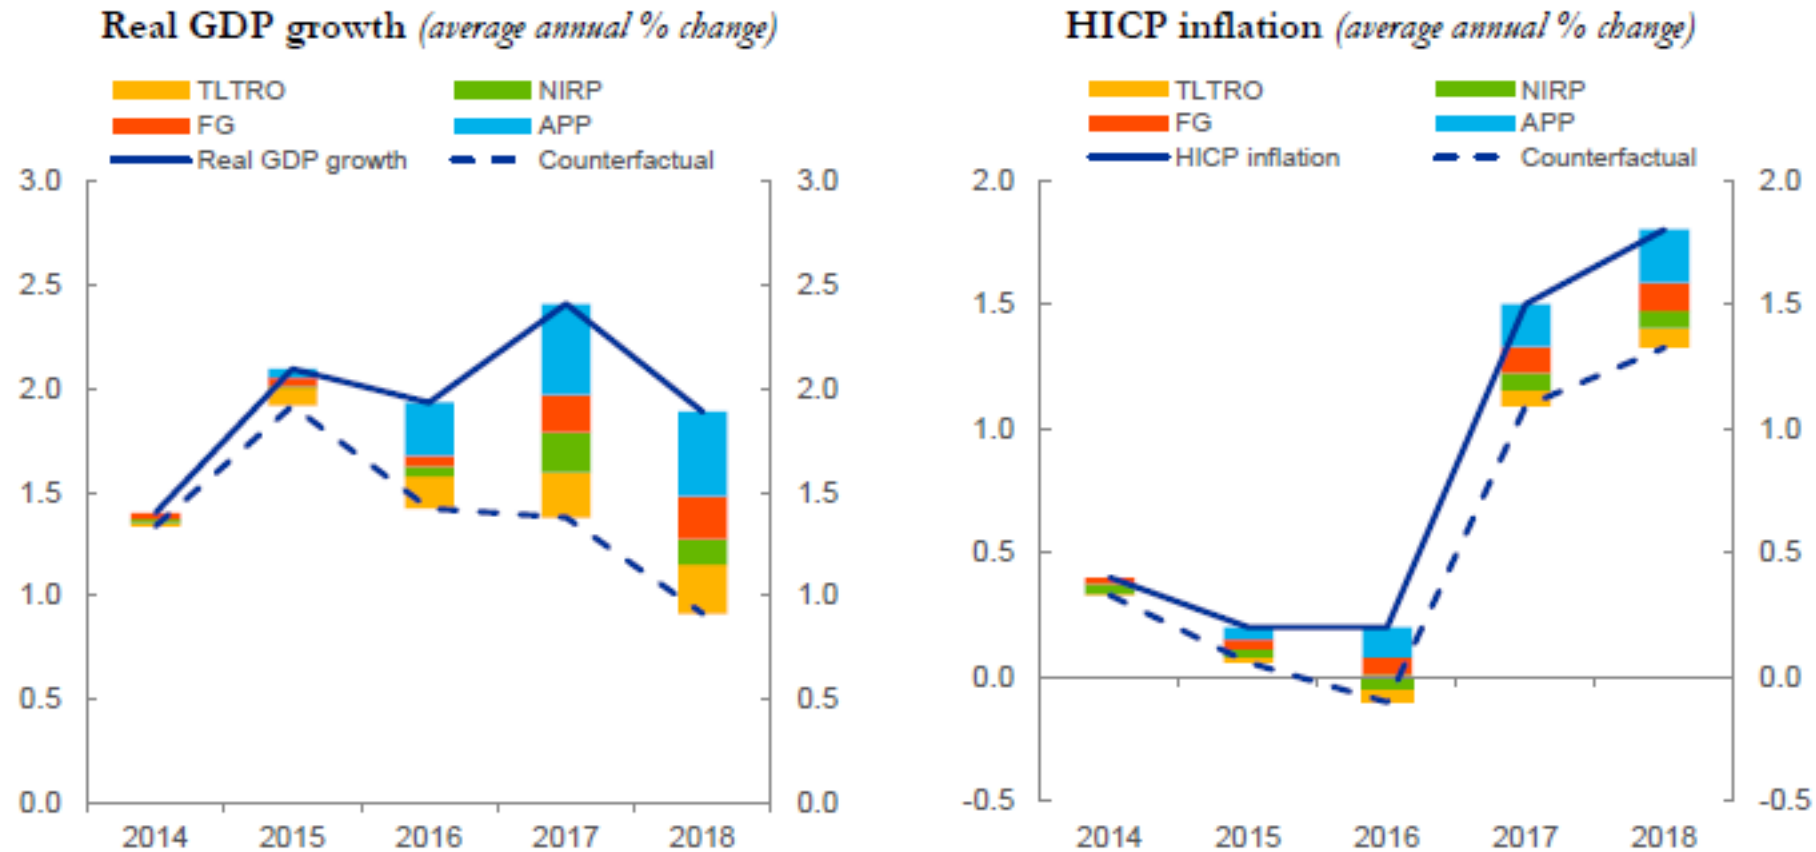 Real GDP growth (average annual % change)
TLTRO NIRP
FG APP
Real GDP growth Counterfactual
3.0 3.0
2.5 2.5
2.0 2.0
1.5 1.5
1.0 1.0
0.5 0.5
0.0 0.0
2014 2015 2016 2017 2018
HICP inflation (average annual % change)
TLTRO NIRP
FG APP
HICP inflation Counterfactual
2.0 2.0
1.5 1.5
1.0 1.0
0.5 0.5
0.0 0.0
-0.5 -0.5
2014 2015 2016 2017 2018